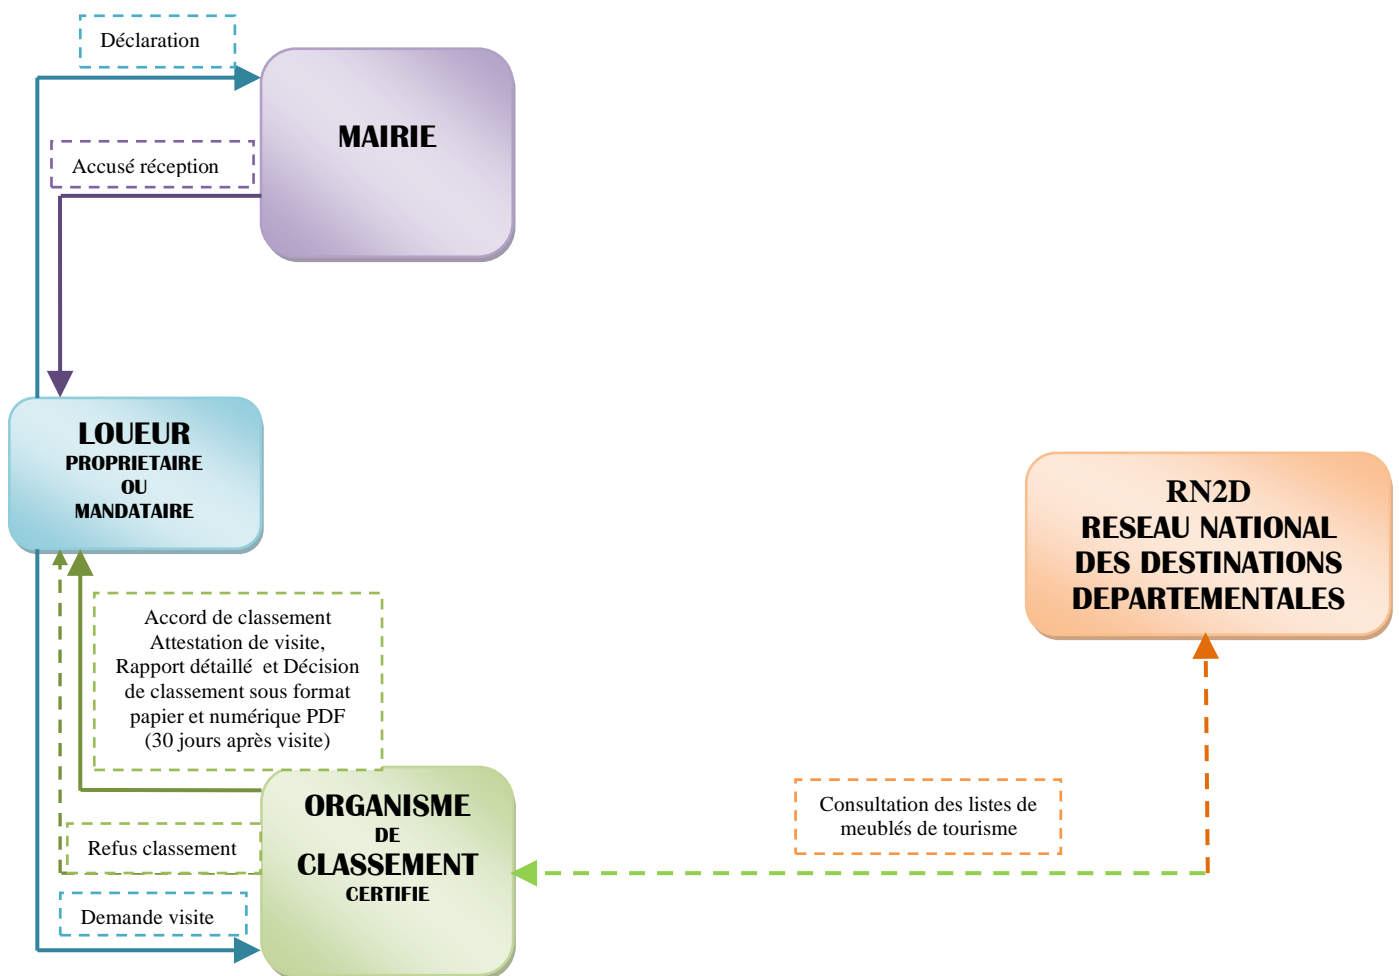 Déclaration
MAIRIE
Accusé réception
LOUEUR
PROPRIETAIRE
OU
MANDATAIRE
RN2D
RESEAU NATIONAL
DES DESTINATIONS
DEPARTEMENTALES
Accord de classement
Attestation de visite,
Rapport détaillé et Décision
de classement sous format
papier et numérique PDF
(30 jours après visite)
ORGANISME
DE
CLASSEMENT
CERTIFIE
Consultation des listes de
meublés de tourisme
Refus classement
Demande visite